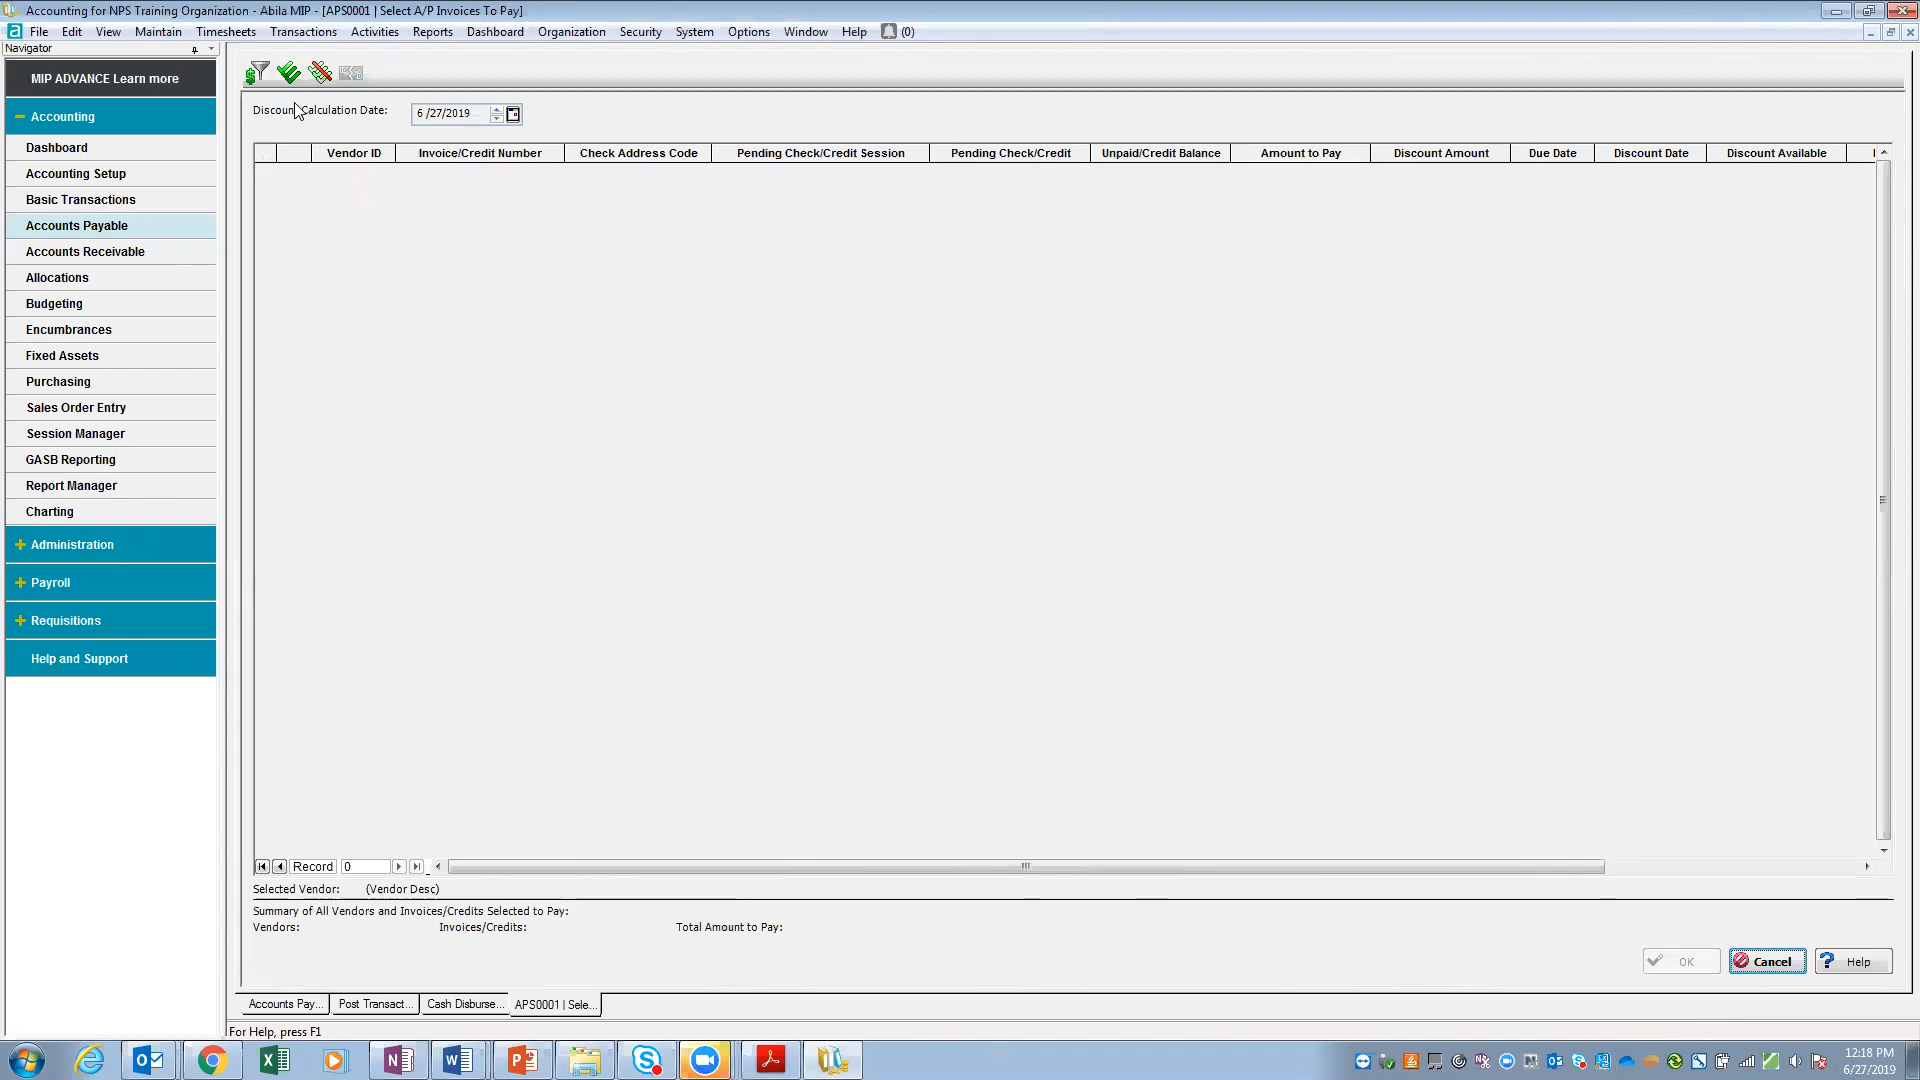 Accounting for NPS Training Organization - Abila MIP - [APS0001 | Select A/P Invoices To Pay]
File Edit View Maintain Timesheets Transactions Activities Reports Dashboard Organization Security System Options Window Help (0)
Navigator
MIP ADVANCE Learn more
Accounting
Dashboard
Accounting Setup
Basic Transactions
Accounts Payable
Accounts Receivable
Allocations
Budgeting
Encumbrances
Fixed Assets
Purchasing
Sales Order Entry
Session Manager
GASB Reporting
Report Manager
Charting
Administration
Payroll
Requisitions
Help and Support
Discount Calculation Date: 6 /27/2019
Vendor ID Invoice/Credit Number Check Address Code Pending Check/Credit Session Pending Check/Credit Unpaid/Credit Balance Amount to Pay Discount Amount Due Date Discount Date Discount Available
Record 0
Selected Vendor: (Vendor Desc)
Summary of All Vendors and Invoices/Credits Selected to Pay:
Vendors: Invoices/Credits: Total Amount to Pay:
OK Cancel Help
Accounts Pay... Post Transact... Cash Disburse... APS0001 | Sele...
For Help, press F1
12:18 PM
6/27/2019